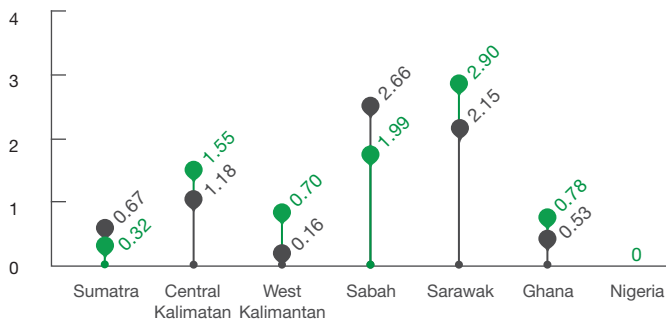 4
3
2
1
0
0.67
0.32
1.55
1.18
0.70
0.16
2.66
1.99
2.90
2.15
0.78
0.53
0
Sumatra
Central
Kalimatan
West
Kalimantan
Sabah
Sarawak
Ghana
Nigeria